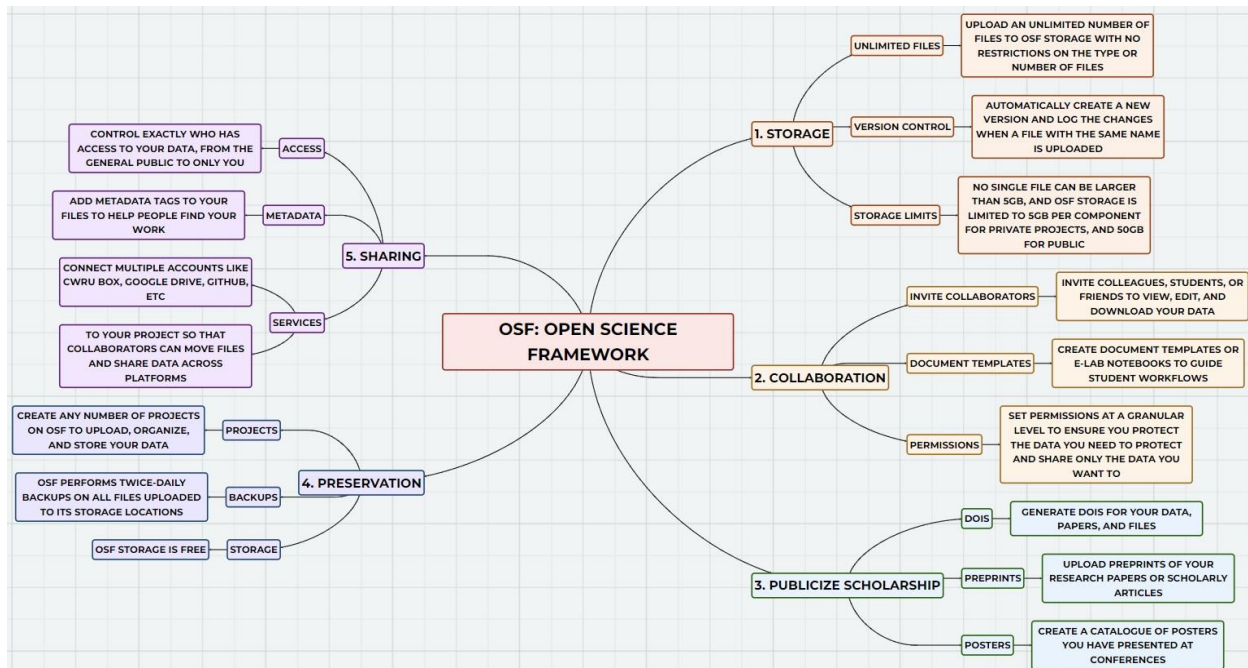 OSF: OPEN SCIENCE
FRAMEWORK
1. STORAGE
UNLIMITED FILES
UPLOAD AN UNLIMITED NUMBER OF
FILES TO OSF STORAGE WITH NO
RESTRICTIONS ON THE TYPE OR
NUMBER OF FILES
VERSION CONTROL
AUTOMATICALLY CREATE A NEW
VERSION AND LOG THE CHANGES
WHEN A FILE WITH THE SAME NAME
IS UPLOADED
STORAGE LIMITS
NO SINGLE FILE CAN BE LARGER
THAN 5GB, AND OSF STORAGE IS
LIMITED TO 5GB PER COMPONENT
FOR PRIVATE PROJECTS, AND 50GB
FOR PUBLIC
2. COLLABORATION
INVITE COLLABORATORS
INVITE COLLEAGUES, STUDENTS, OR
FRIENDS TO VIEW, EDIT, AND
DOWNLOAD YOUR DATA
DOCUMENT TEMPLATES
CREATE DOCUMENT TEMPLATES OR
E-LAB NOTEBOOKS TO GUIDE
STUDENT WORKFLOWS
PERMISSIONS
SET PERMISSIONS AT A GRANULAR
LEVEL TO ENSURE YOU PROTECT
THE DATA YOU NEED TO PROTECT
AND SHARE ONLY THE DATA YOU
WANT TO
3. PUBLICIZE SCHOLARSHIP
DOIS
GENERATE DOIS FOR YOUR DATA,
PAPERS, AND FILES
PREPRINTS
UPLOAD PREPRINTS OF YOUR
RESEARCH PAPERS OR SCHOLARLY
ARTICLES
POSTERS
CREATE A CATALOGUE OF POSTERS
YOU HAVE PRESENTED AT
CONFERENCES
4. PRESERVATION
PROJECTS
CREATE ANY NUMBER OF PROJECTS
ON OSF TO UPLOAD, ORGANIZE,
AND STORE YOUR DATA
BACKUPS
OSF PERFORMS TWICE-DAILY
BACKUPS ON ALL FILES UPLOADED
TO ITS STORAGE LOCATIONS
STORAGE
OSF STORAGE IS FREE
5. SHARING
ACCESS
CONTROL EXACTLY WHO HAS
ACCESS TO YOUR DATA, FROM THE
GENERAL PUBLIC TO ONLY YOU
METADATA
ADD METADATA TAGS TO YOUR
FILES TO HELP PEOPLE FIND YOUR
WORK
SERVICES
CONNECT MULTIPLE ACCOUNTS LIKE
CWRU BOX, GOOGLE DRIVE, GITHUB,
ETC
TO YOUR PROJECT SO THAT
COLLABORATORS CAN MOVE FILES
AND SHARE DATA ACROSS
PLATFORMS